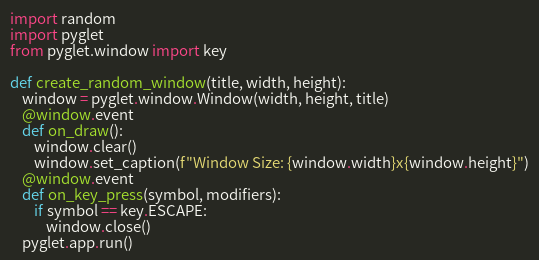 import random
import pyglet
from pyglet.window import key

def create_random_window(title, width, height):
    window = pyglet.window.Window(width, height, title)
    @window.event
    def on_draw():
        window.clear()
        window.set_caption(f"Window Size: {window.width}x{window.height}")
    @window.event
    def on_key_press(symbol, modifiers):
        if symbol == key.ESCAPE:
            window.close()
    pyglet.app.run()